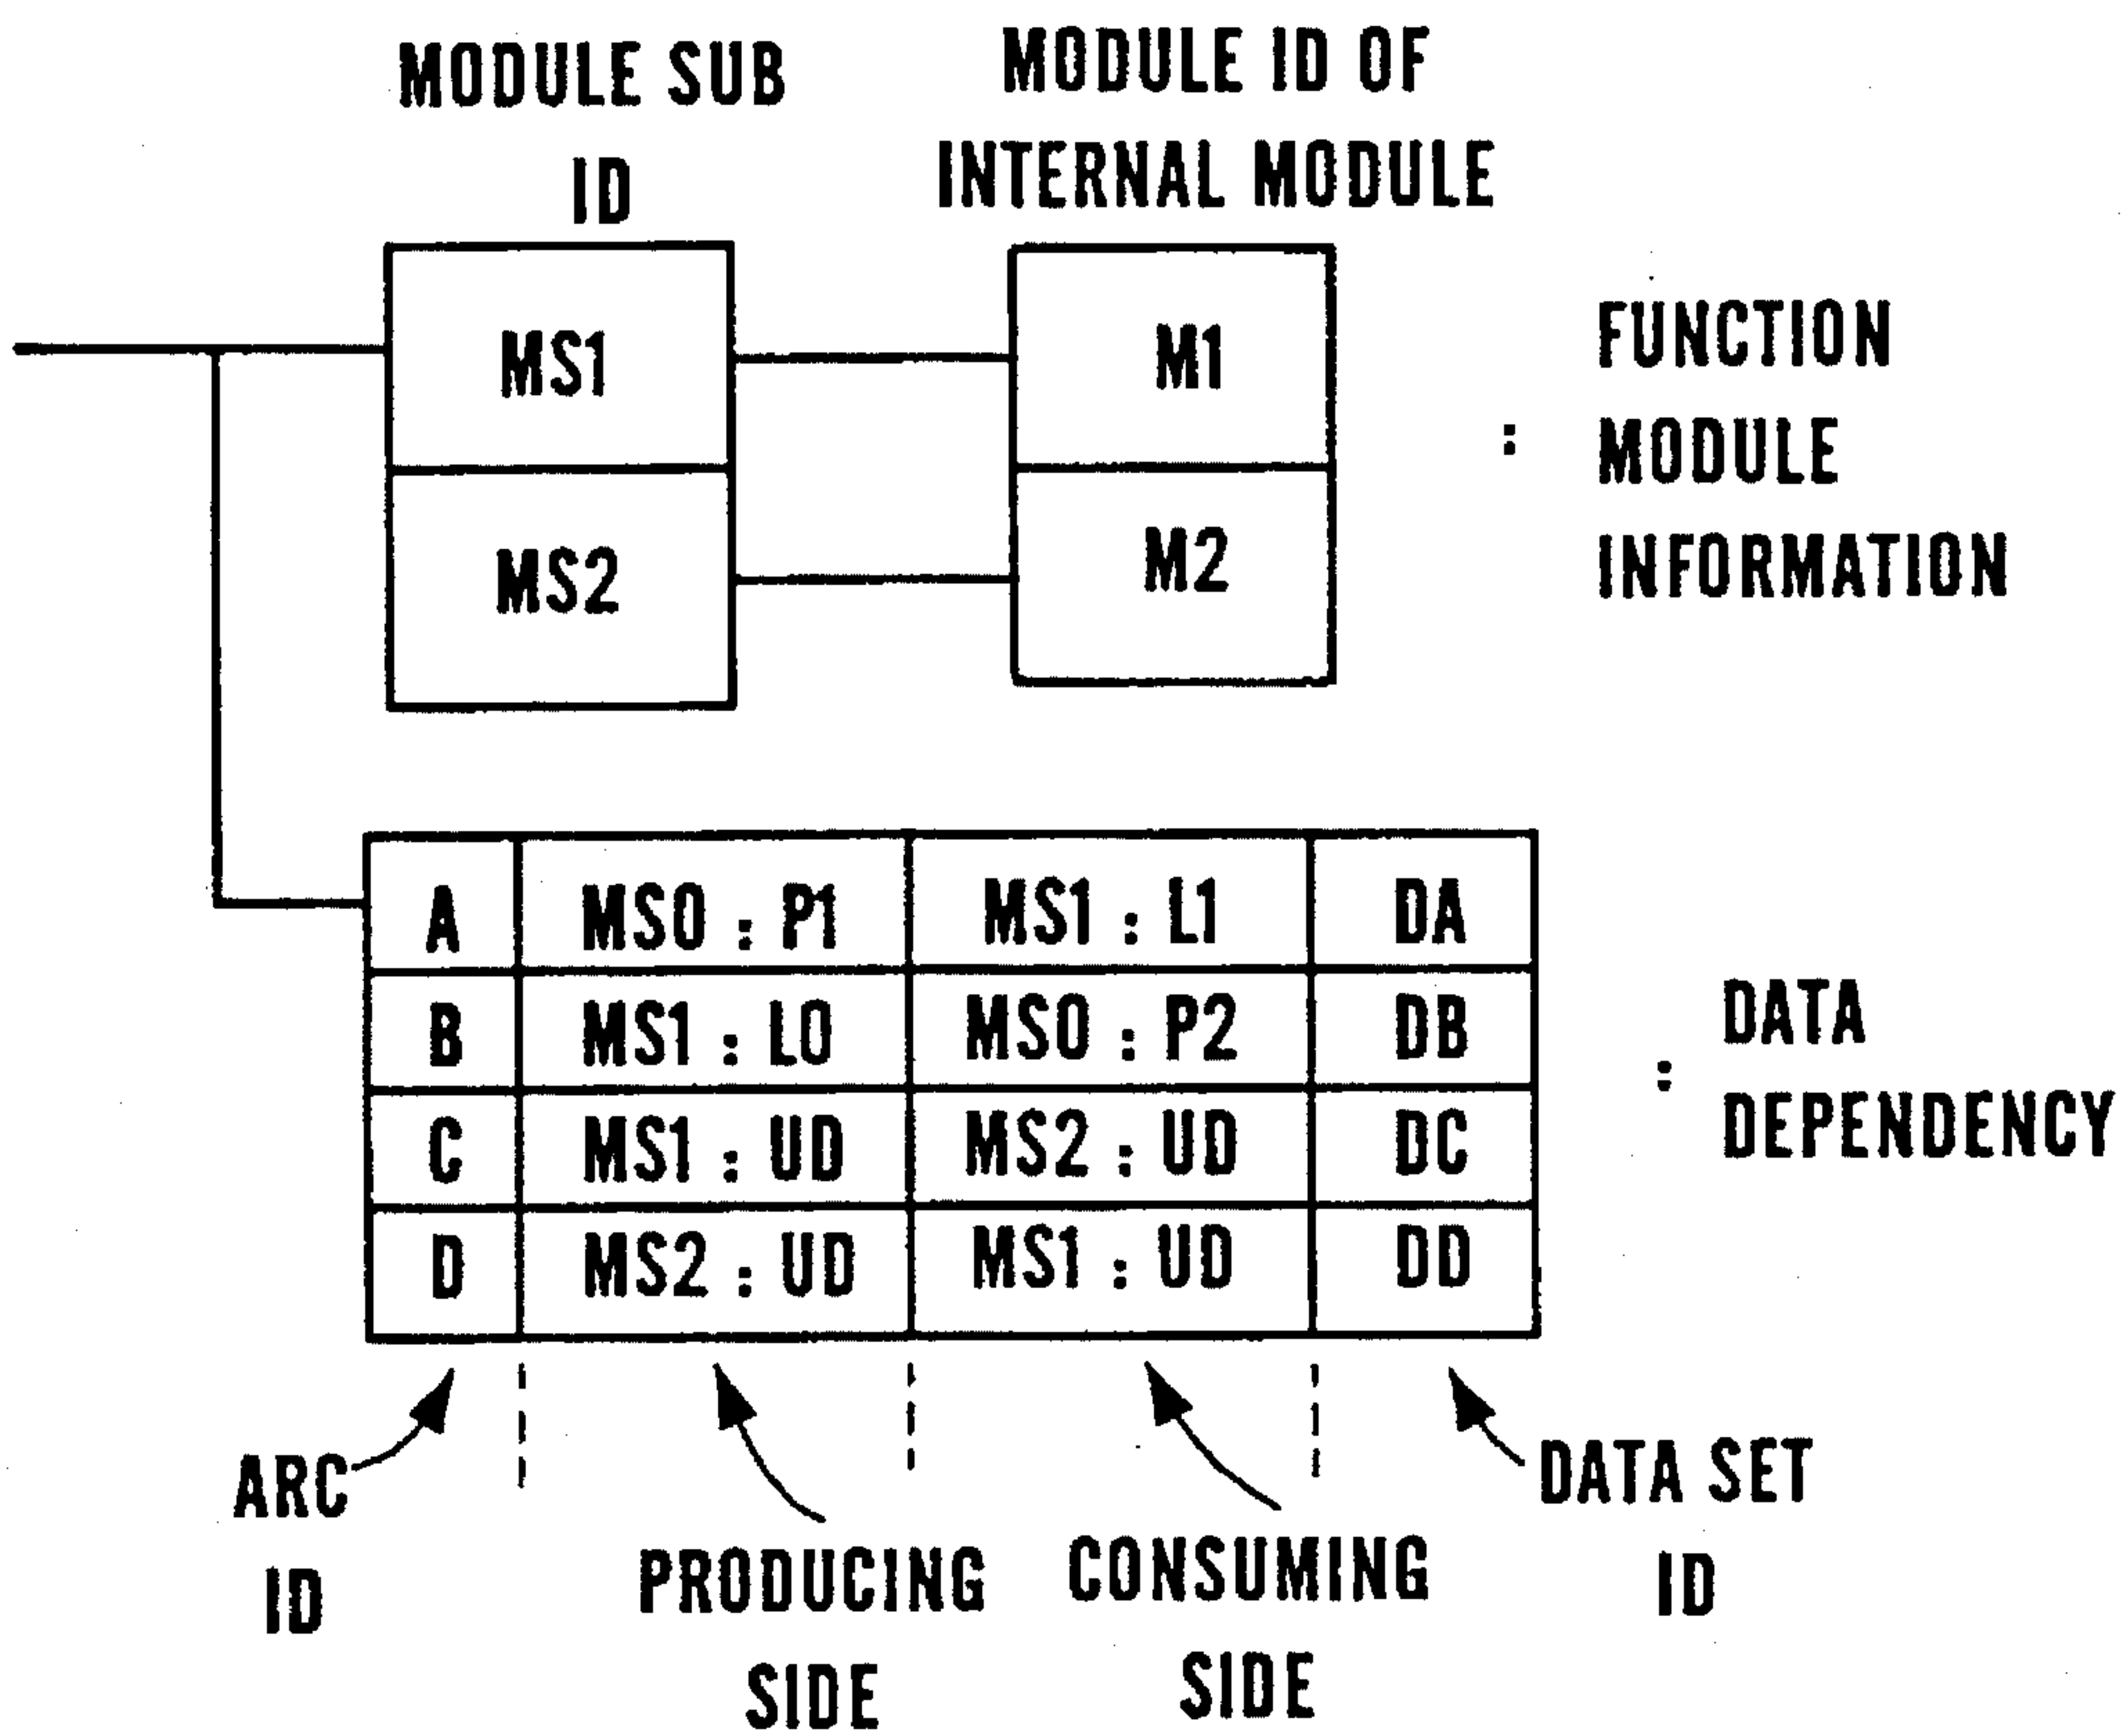 MODULE SUB
ID
MODULE ID OF
INTERNAL MODULE
MS1
M1
MS2
M2
: FUNCTION
MODULE
INFORMATION
A MS0 : P1 MS1 : L1 DA
B MS1 : L0 MS0 : P2 DB
C MS1 : UD MS2 : UD DC
D MS2 : UD MS1 : UD DD
: DATA
DEPENDENCY
ARC
ID
PRODUCING
SIDE
CONSUMING
SIDE
DATA SET
ID